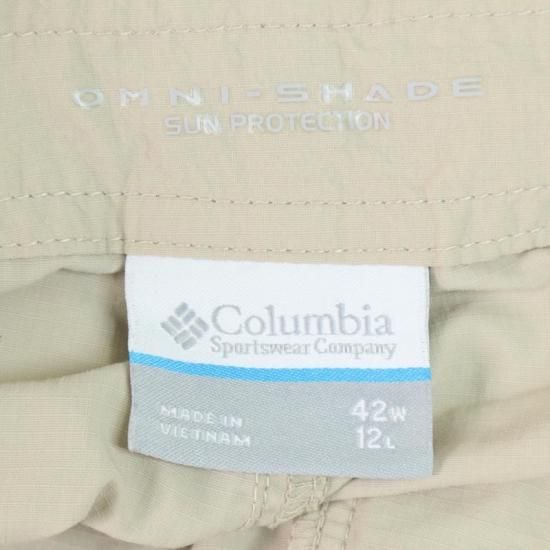 OMNI-SHADE
SUN PROTECTION
Columbia
Sportswear Company
MADE IN
VIETNAM
42W
12L